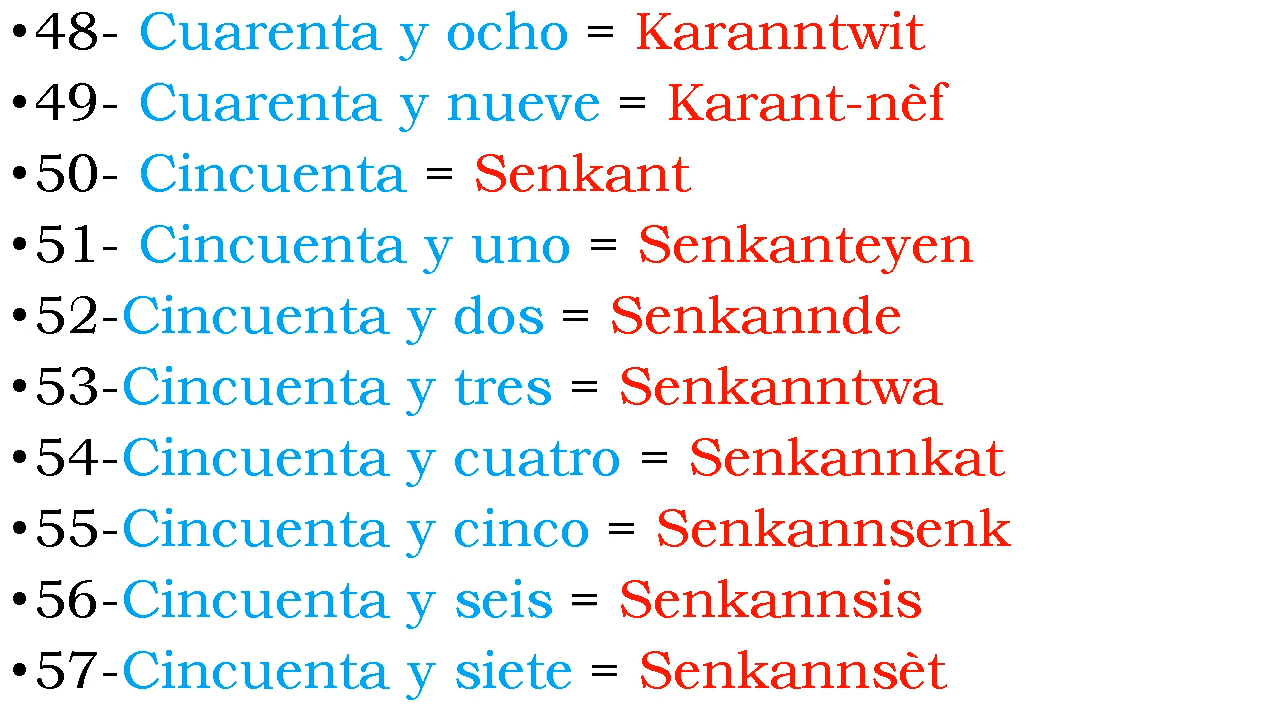 •48- Cuarenta y ocho = Karanntwit
•49- Cuarenta y nueve = Karant-nèf
•50- Cincuenta = Senkant
•51- Cincuenta y uno = Senkanteyen
•52-Cincuenta y dos = Senkannde
•53-Cincuenta y tres = Senkanntwa
•54-Cincuenta y cuatro = Senkannkat
•55-Cincuenta y cinco = Senkannsenk
•56-Cincuenta y seis = Senkannsis
•57-Cincuenta y siete = Senkannsèt